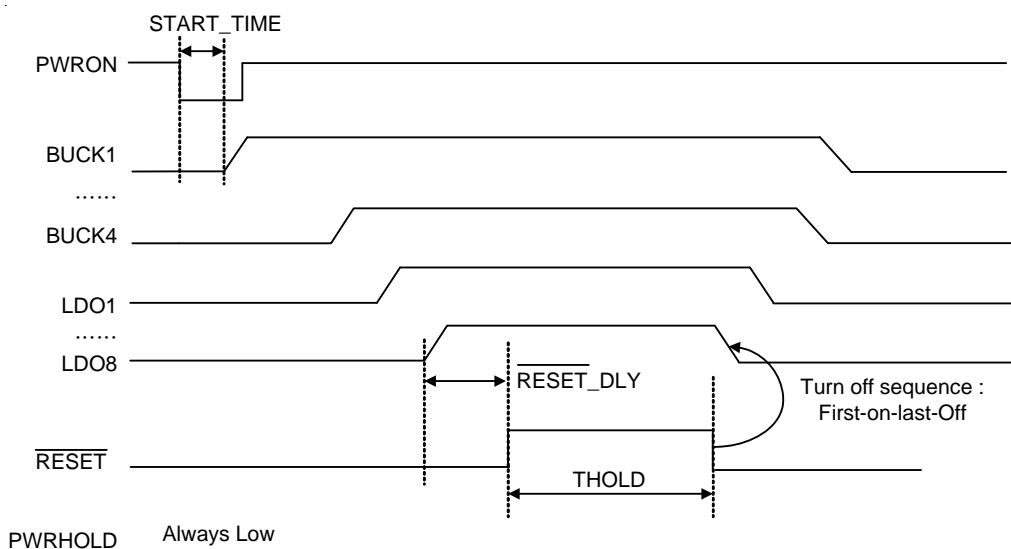 START_TIME
PWRON
BUCK1
......
BUCK4
LDO1
......
LDO8
RESET_DLY
Turn off sequence :
First-on-last-Off
RESET
THOLD
PWRHOLD Always Low